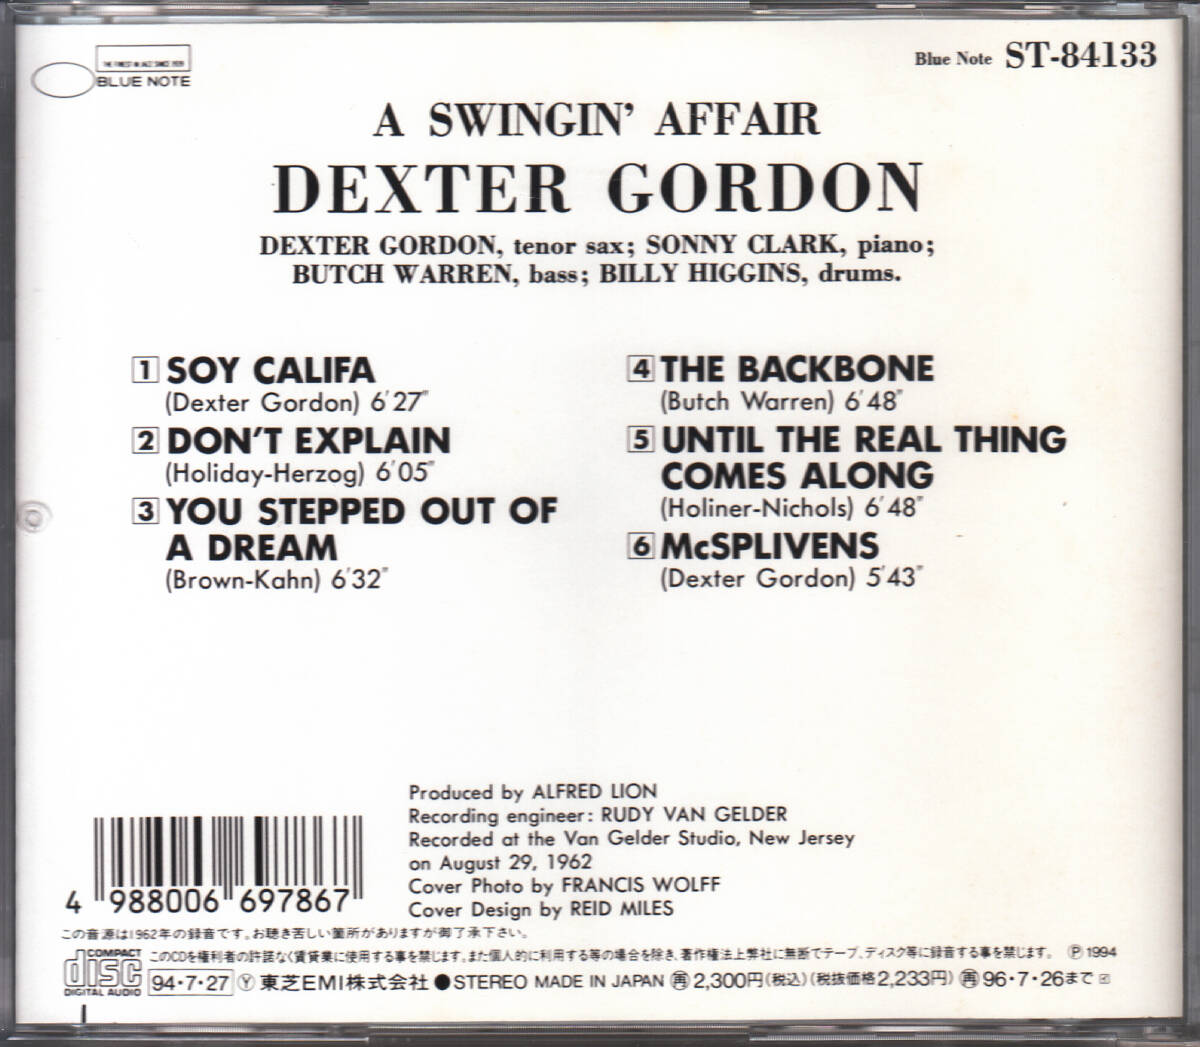 THE FINEST IN JAZZ SINCE 1939
BLUE NOTE
Blue Note ST-84133
A SWINGIN' AFFAIR
DEXTER GORDON
DEXTER GORDON, tenor sax; SONNY CLARK, piano;
BUTCH WARREN, bass; BILLY HIGGINS, drums.
1 SOY CALIFA
(Dexter Gordon) 6'27"
2 DON'T EXPLAIN
(Holiday-Herzog) 6'05"
3 YOU STEPPED OUT OF
A DREAM
(Brown-Kahn) 6'32"
4 THE BACKBONE
(Butch Warren) 6'48"
5 UNTIL THE REAL THING
COMES ALONG
(Holiner-Nichols) 6'48"
6 McSPLIVENS
(Dexter Gordon) 5'43"
Produced by ALFRED LION
Recording engineer: RUDY VAN GELDER
Recorded at the Van Gelder Studio, New Jersey
on August 29, 1962
Cover Photo by FRANCIS WOLFF
Cover Design by REID MILES
4 988006 697867
この音源は1962年の録音です。お聴き苦しい箇所がありますが御了承下さい。
COMPACT disc DIGITAL AUDIO
このCDを権利者の許諾なく賃貸業に使用する事を禁じます。また個人的に利用する等の場合を除き、著作権法上弊社に無断でテープ、ディスク等に録音する事を禁じます。 Ⓟ1994
94・7・27 Ⓨ 東芝EMI株式会社 ●STEREO MADE IN JAPAN 再 2,300円(税込)(税抜価格2,233円) 再 96・7・26まで